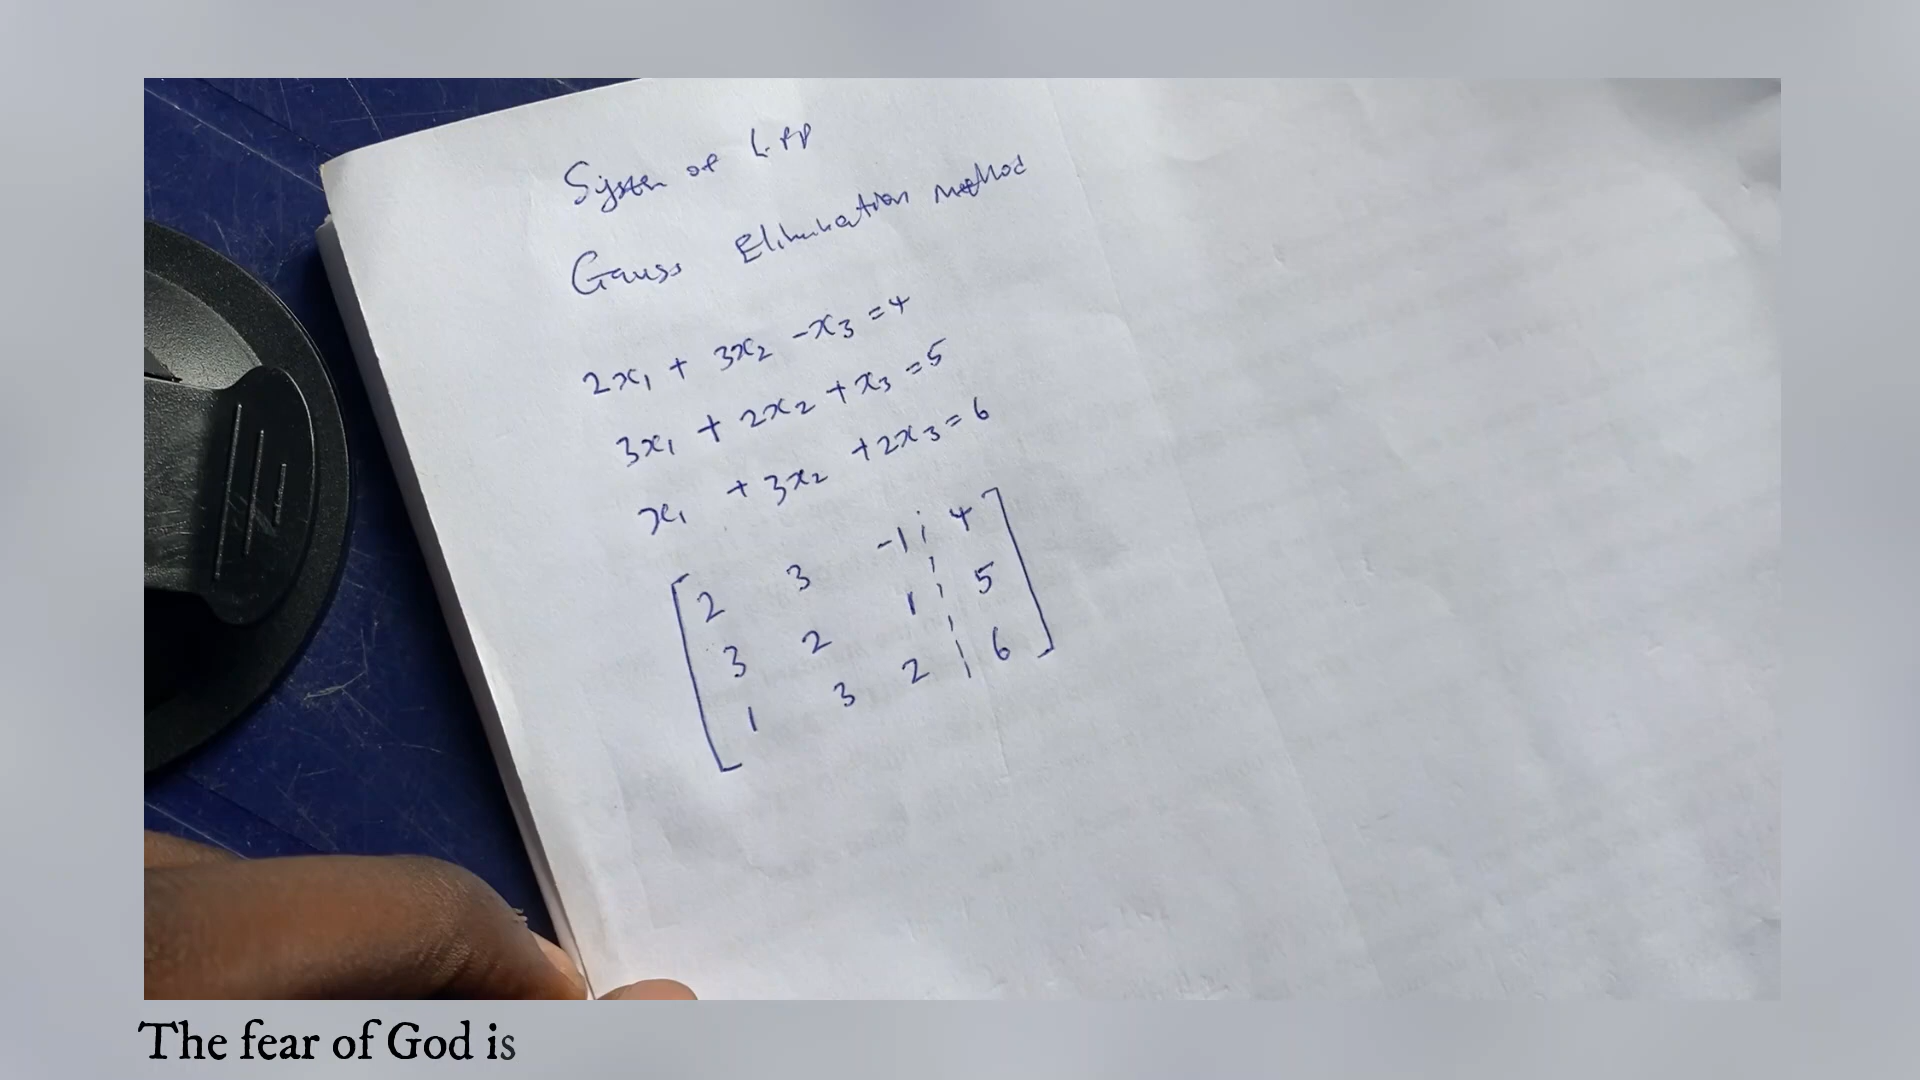 System of L.PP
Gauss Elimination method
2x₁ + 3x₂ - x₃ = 4
3x₁ + 2x₂ + x₃ = 5
x₁ + 3x₂ + 2x₃ = 6
2 3 -1 ¦ 4
3 2 1 ¦ 5
1 3 2 ¦ 6
The fear of God is